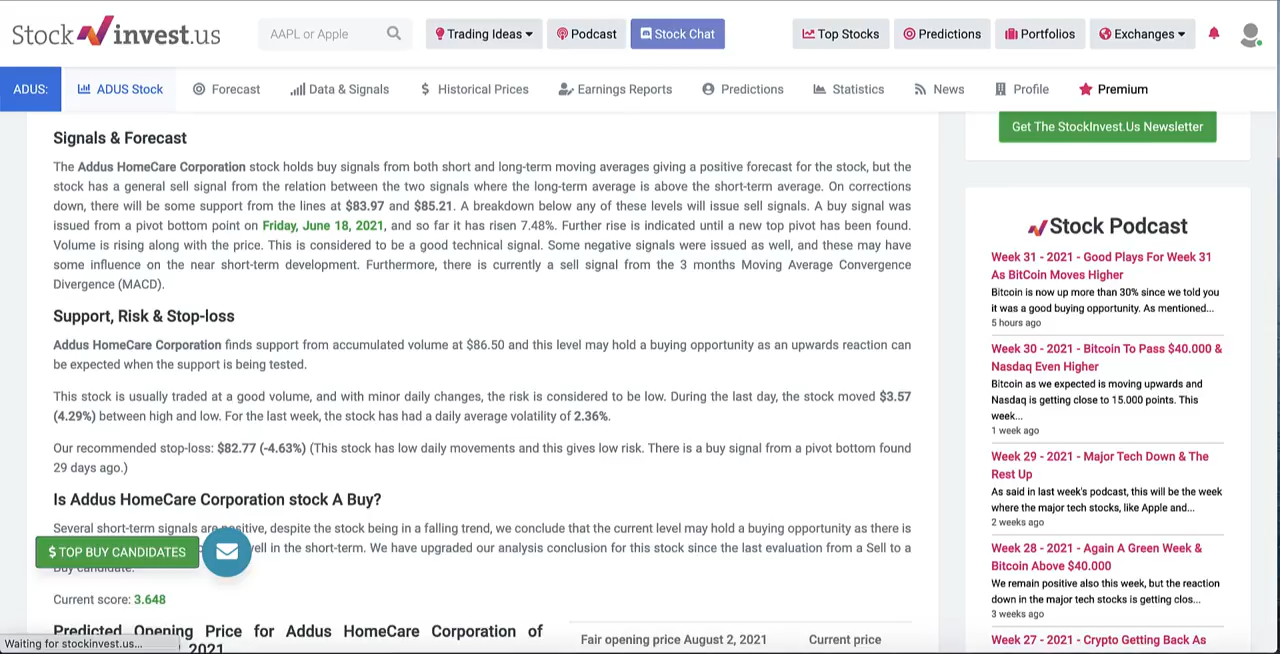 Stock invest.us
AAPL or Apple
Trading Ideas
Podcast
Stock Chat
Top Stocks
Predictions
Portfolios
Exchanges
ADUS:
ADUS Stock
Forecast
Data & Signals
$ Historical Prices
Earnings Reports
Predictions
Statistics
News
Profile
Premium
Signals & Forecast
The Addus HomeCare Corporation stock holds buy signals from both short and long-term moving averages giving a positive forecast for the stock, but the
stock has a general sell signal from the relation between the two signals where the long-term average is above the short-term average. On corrections
down, there will be some support from the lines at $83.97 and $85.21. A breakdown below any of these levels will issue sell signals. A buy signal was
issued from a pivot bottom point on Friday, June 18, 2021, and so far it has risen 7.48%. Further rise is indicated until a new top pivot has been found.
Volume is rising along with the price. This is considered to be a good technical signal. Some negative signals were issued as well, and these may have
some influence on the near short-term development. Furthermore, there is currently a sell signal from the 3 months Moving Average Convergence
Divergence (MACD).
Support, Risk & Stop-loss
Addus HomeCare Corporation finds support from accumulated volume at $86.50 and this level may hold a buying opportunity as an upwards reaction can
be expected when the support is being tested.
This stock is usually traded at a good volume, and with minor daily changes, the risk is considered to be low. During the last day, the stock moved $3.57
(4.29%) between high and low. For the last week, the stock has had a daily average volatility of 2.36%.
Our recommended stop-loss: $82.77 (-4.63%) (This stock has low daily movements and this gives low risk. There is a buy signal from a pivot bottom found
29 days ago.)
Is Addus HomeCare Corporation stock A Buy?
Several short-term signals are positive, despite the stock being in a falling trend, we conclude that the current level may hold a buying opportunity as there is
$ TOP BUY CANDIDATES
in the short-term. We have upgraded our analysis conclusion for this stock since the last evaluation from a Sell to a
Buy candidate.
Current score: 3.648
Predicted Opening Price for Addus HomeCare Corporation of
2021
Waiting for stockinvest.us...
Fair opening price August 2, 2021
Current price
Get The StockInvest.Us Newsletter
Stock Podcast
Week 31 - 2021 - Good Plays For Week 31
As BitCoin Moves Higher
Bitcoin is now up more than 30% since we told you
it was a good buying opportunity. As mentioned...
5 hours ago
Week 30 - 2021 - Bitcoin To Pass $40.000 &
Nasdaq Even Higher
Bitcoin as we expected is moving upwards and
Nasdaq is getting close to 15.000 points. This
week...
1 week ago
Week 29 - 2021 - Major Tech Down & The
Rest Up
As said in last week's podcast, this will be the week
where the major tech stocks, like Apple and...
2 weeks ago
Week 28 - 2021 - Again A Green Week &
Bitcoin Above $40.000
We remain positive also this week, but the reaction
down in the major tech stocks is getting clos...
3 weeks ago
Week 27 - 2021 - Crypto Getting Back As